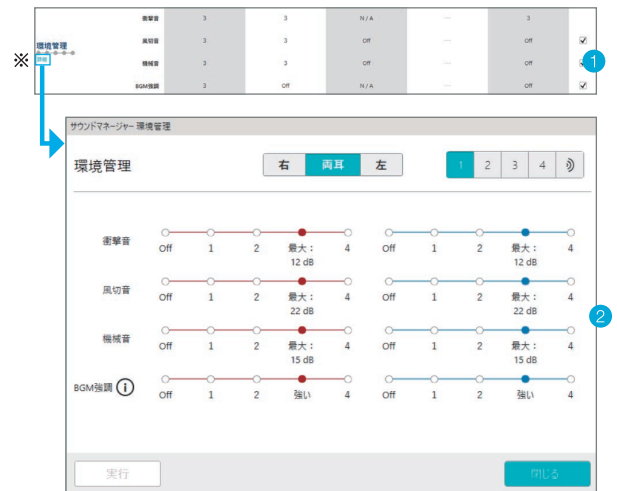 衝撃音 3 3 N/A — 3
環境管理 風切音 3 3 Off — Off
※ 詳細 機械音 3 3 Off — Off 1
BGM強調 3 Off N/A — Off
サウンドマネージャー 環境管理
環境管理 右 両耳 左 1 2 3 4
衝撃音 Off 1 2 最大： 4 Off 1 2 最大： 4
12 dB 12 dB
風切音 Off 1 2 最大： 4 Off 1 2 最大： 4
22 dB 22 dB
2
機械音 Off 1 2 最大： 4 Off 1 2 最大： 4
15 dB 15 dB
BGM強調 i Off 1 2 強い 4 Off 1 2 強い 4
実行 閉じる